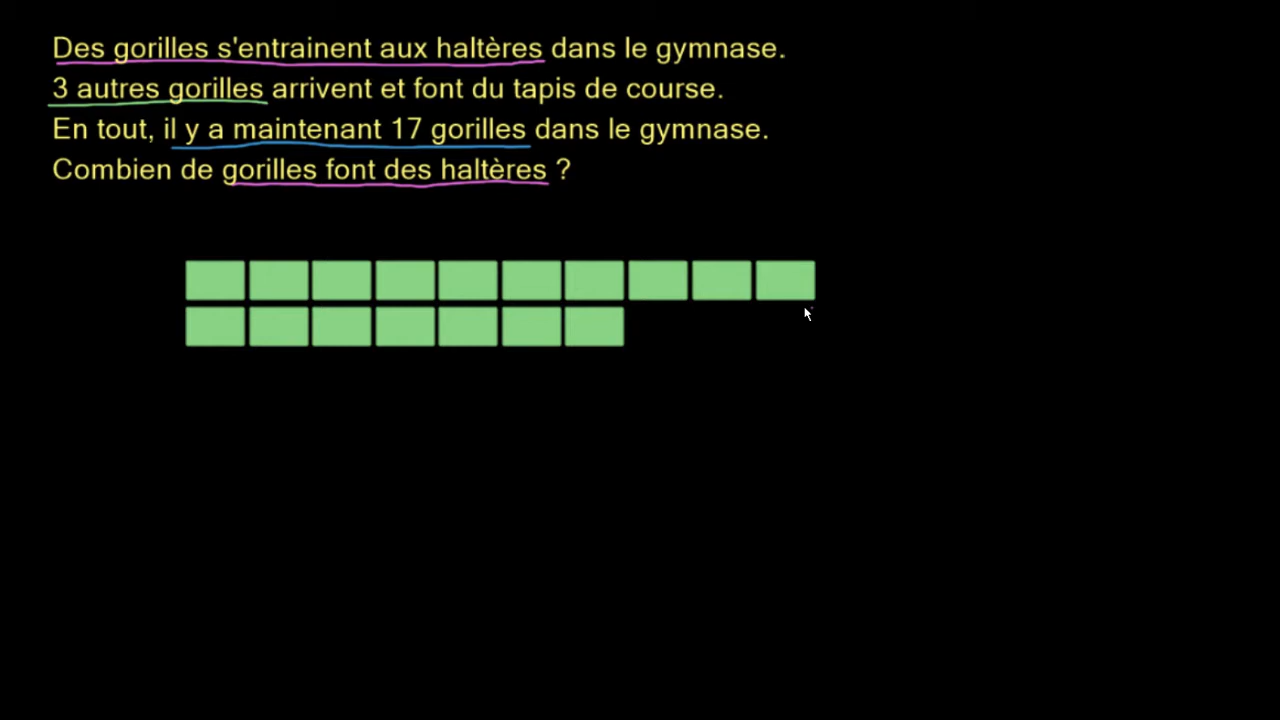 Des gorilles s'entrainent aux haltères dans le gymnase.
3 autres gorilles arrivent et font du tapis de course.
En tout, il y a maintenant 17 gorilles dans le gymnase.
Combien de gorilles font des haltères ?